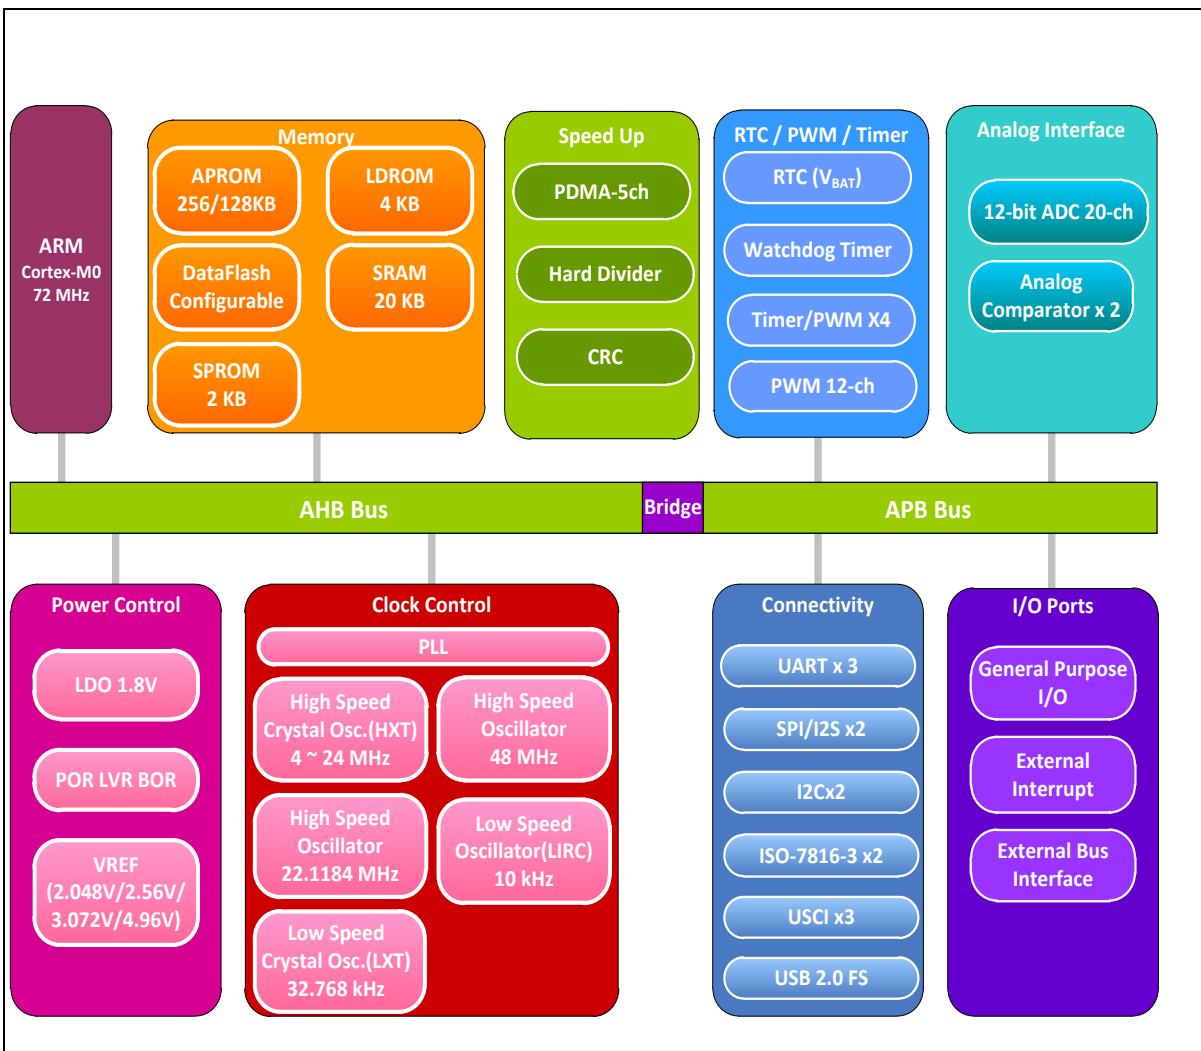 ARM
Cortex-M0
72 MHz
Memory
APROM
256/128KB
LDROM
4 KB
DataFlash
Configurable
SRAM
20 KB
SPROM
2 KB
Speed Up
PDMA-5ch
Hard Divider
CRC
RTC / PWM / Timer
RTC (VBAT)
Watchdog Timer
Timer/PWM X4
PWM 12-ch
Analog Interface
12-bit ADC 20-ch
Analog
Comparator x 2
AHB Bus
Bridge
APB Bus
Power Control
LDO 1.8V
POR LVR BOR
VREF
(2.048V/2.56V/
3.072V/4.96V)
Clock Control
PLL
High Speed
Crystal Osc.(HXT)
4 ~ 24 MHz
High Speed
Oscillator
48 MHz
High Speed
Oscillator
22.1184 MHz
Low Speed
Oscillator(LIRC)
10 kHz
Low Speed
Crystal Osc.(LXT)
32.768 kHz
Connectivity
UART x 3
SPI/I2S x2
I2Cx2
ISO-7816-3 x2
USCI x3
USB 2.0 FS
I/O Ports
General Purpose
I/O
External
Interrupt
External Bus
Interface